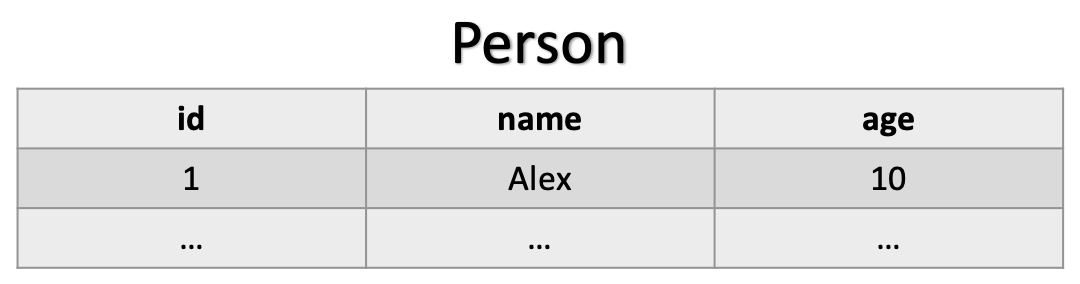 Person
id name age
1 Alex 10
... ... ...